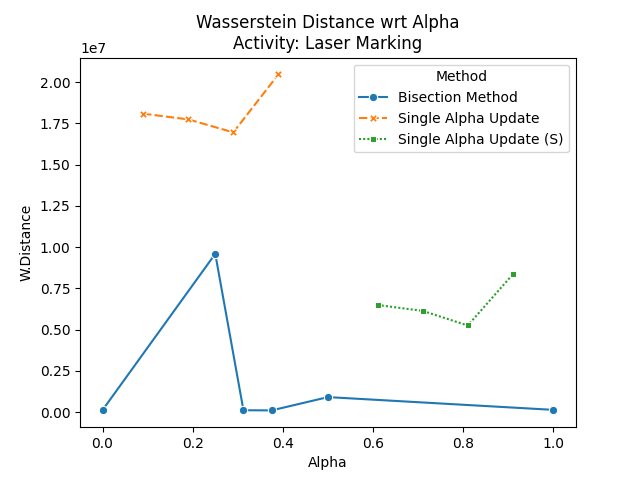 Wasserstein Distance wrt Alpha
Activity: Laser Marking
1e7
Method
Bisection Method
Single Alpha Update
Single Alpha Update (S)
W.Distance
2.00
1.75
1.50
1.25
1.00
0.75
0.50
0.25
0.00
0.0 0.2 0.4 0.6 0.8 1.0
Alpha